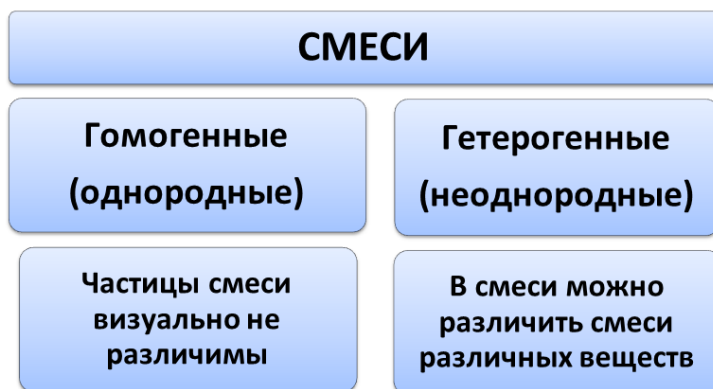 СМЕСИ
Гомогенные
(однородные)
Гетерогенные
(неоднородные)
Частицы смеси
визуально не
различимы
В смеси можно
различить смеси
различных веществ